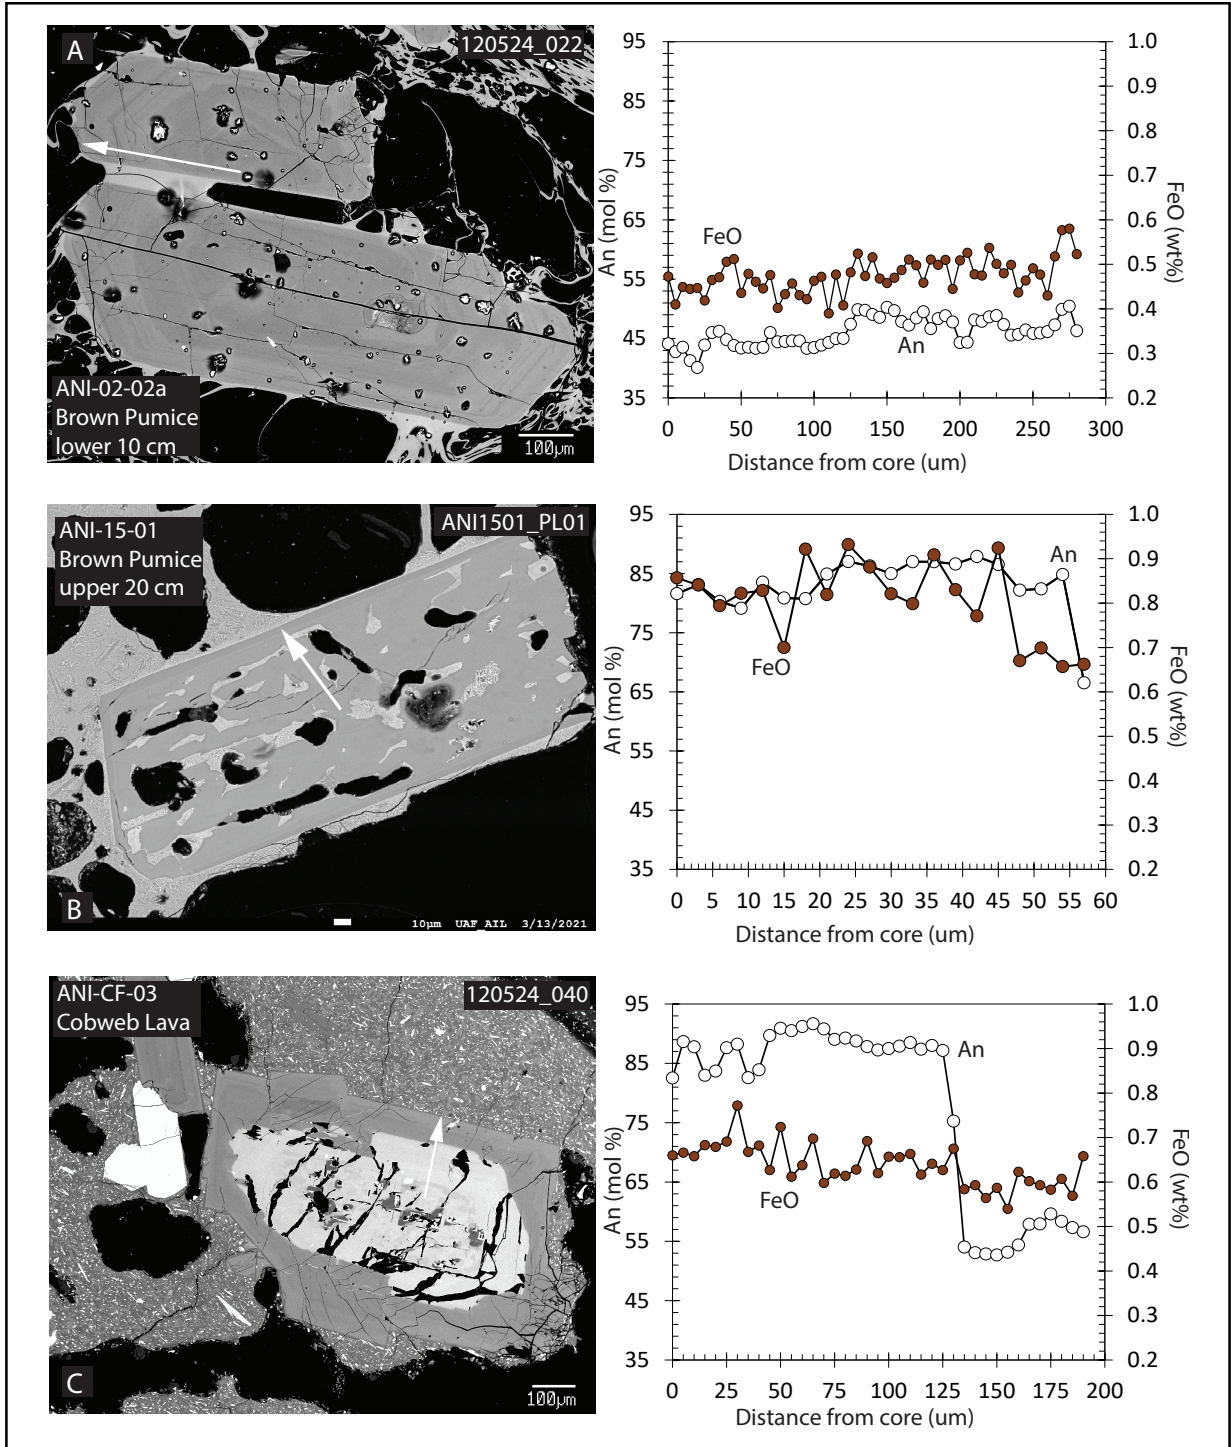 A
120524_022
ANI-02-02a
Brown Pumice
lower 10 cm
100µm
95
85
75
65
55
45
35
An (mol %)
1.0
0.9
0.8
0.7
0.6
0.5
0.4
0.3
0.2
FeO (wt%)
FeO
An
0 50 100 150 200 250 300
Distance from core (um)
ANI-15-01
Brown Pumice
upper 20 cm
ANI1501_PL01
B
10µm UAF_AIL 3/13/2021
95
85
75
65
55
45
35
An (mol %)
1.0
0.9
0.8
0.7
0.6
0.5
0.4
0.3
0.2
FeO (wt%)
An
FeO
0 5 10 15 20 25 30 35 40 45 50 55 60
Distance from core (um)
ANI-CF-03
Cobweb Lava
120524_040
C
100µm
95
85
75
65
55
45
35
An (mol %)
1.0
0.9
0.8
0.7
0.6
0.5
0.4
0.3
0.2
FeO (wt%)
An
FeO
0 25 50 75 100 125 150 175 200
Distance from core (um)